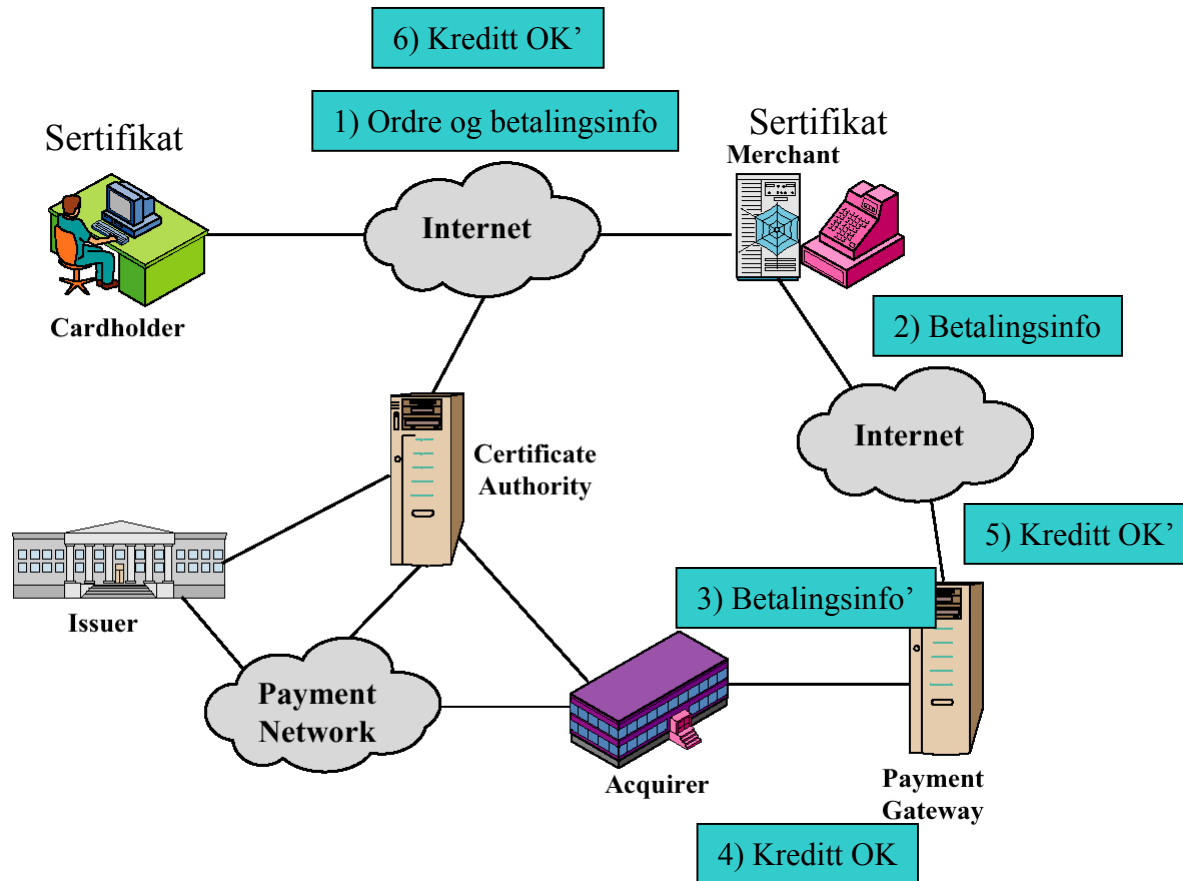 6) Kreditt OK’
1) Ordre og betalingsinfo
Sertifikat
Sertifikat
Merchant
Internet
Cardholder
2) Betalingsinfo
Internet
Certificate
Authority
5) Kreditt OK’
3) Betalingsinfo’
Issuer
Payment
Network
Acquirer
Payment
Gateway
4) Kreditt OK